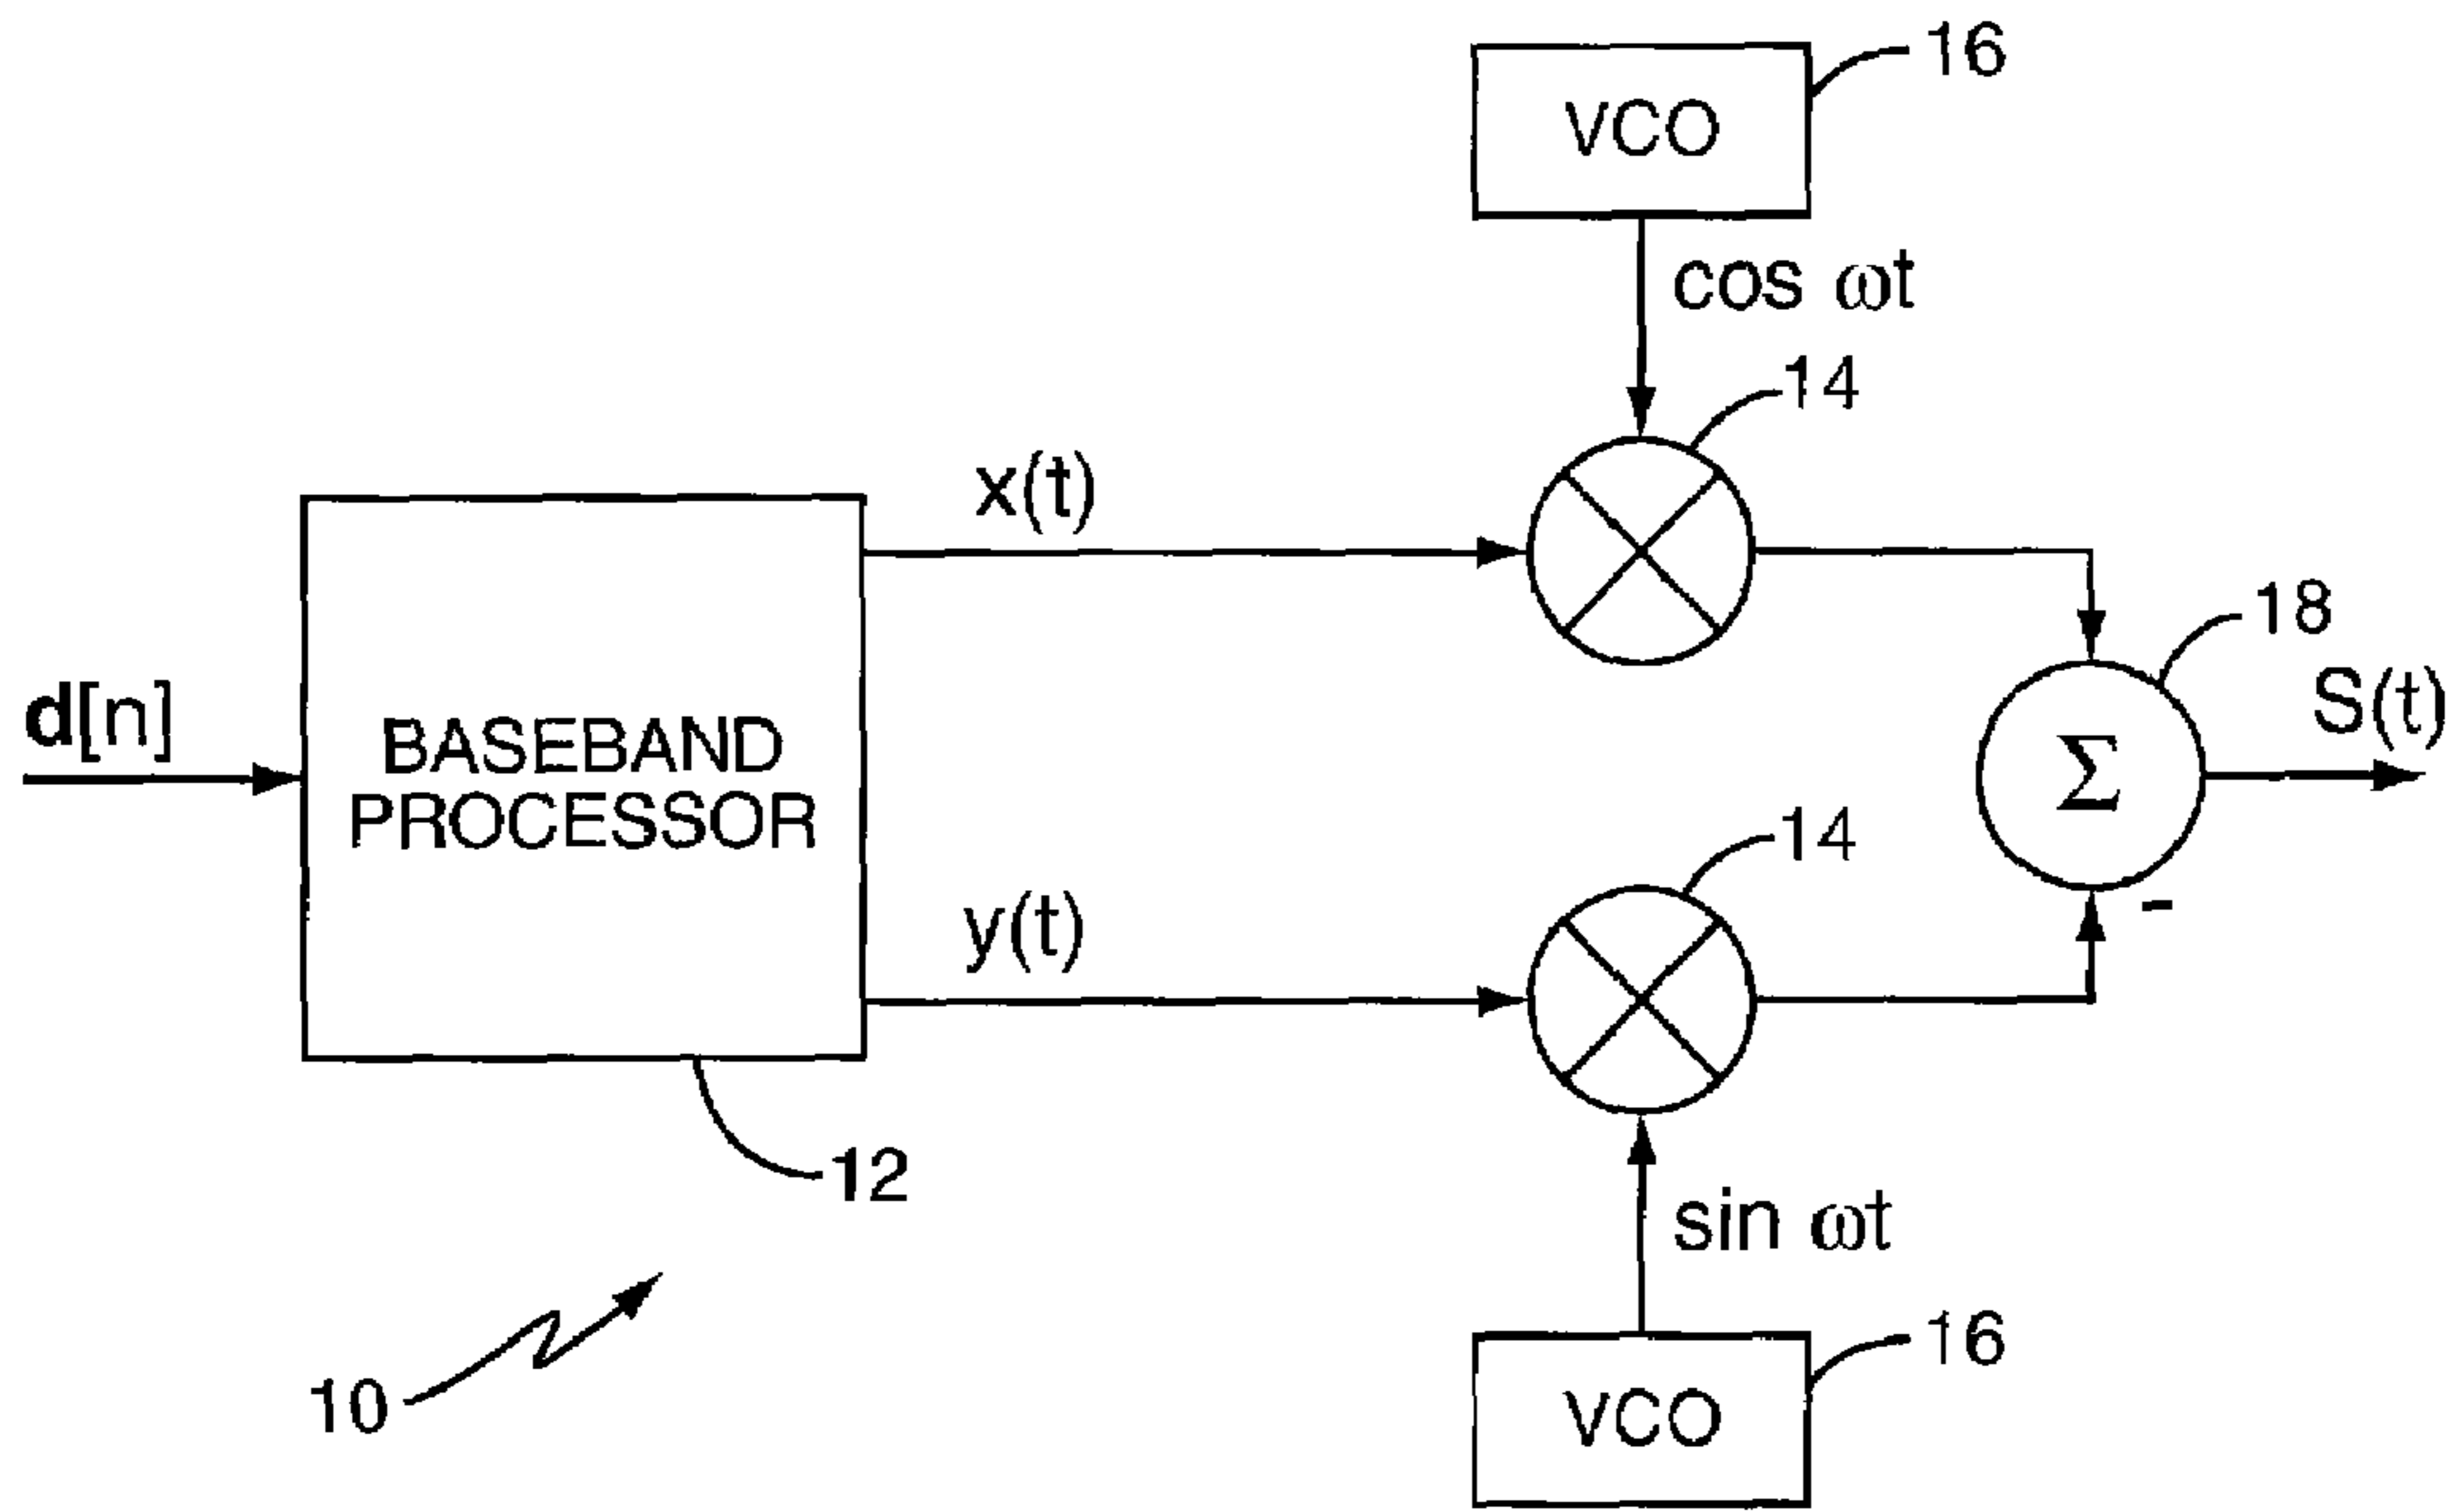 VCO
16
cos ωt
14
x(t)
18
S(t)
d[n]
BASEBAND
PROCESSOR
Σ
14
y(t)
-
12
sin ωt
16
10
VCO